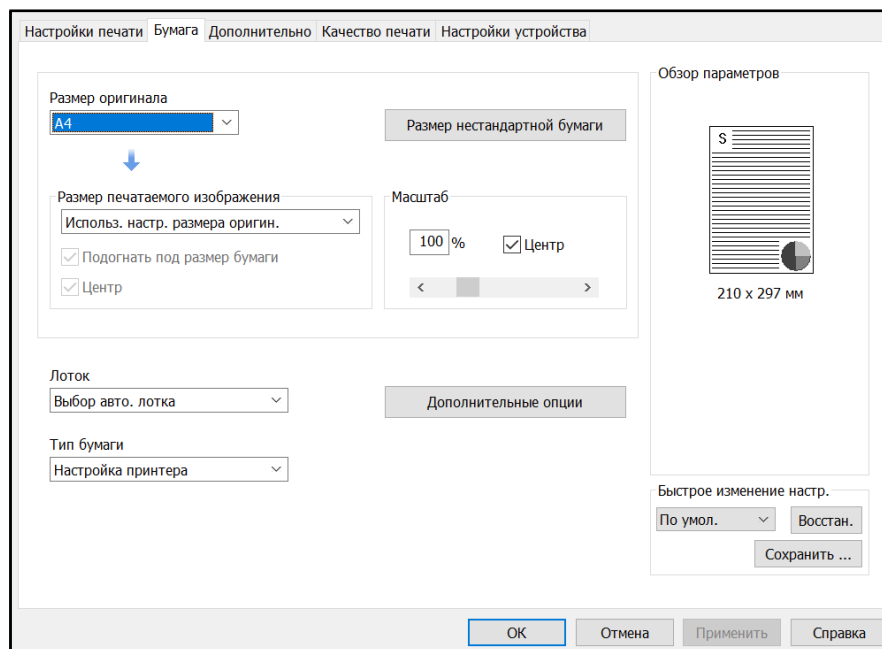 Настройки печати Бумага Дополнительно Качество печати Настройки устройства
Размер оригинала
A4
Размер нестандартной бумаги
Размер печатаемого изображения
Использ. настр. размера оригин.
Подогнать под размер бумаги
Центр
Масштаб
100 % Центр
Лоток
Выбор авто. лотка
Дополнительные опции
Тип бумаги
Настройка принтера
Обзор параметров
S
210 x 297 мм
Быстрое изменение настр.
По умол. Восстан.
Сохранить ...
ОК Отмена Применить Справка